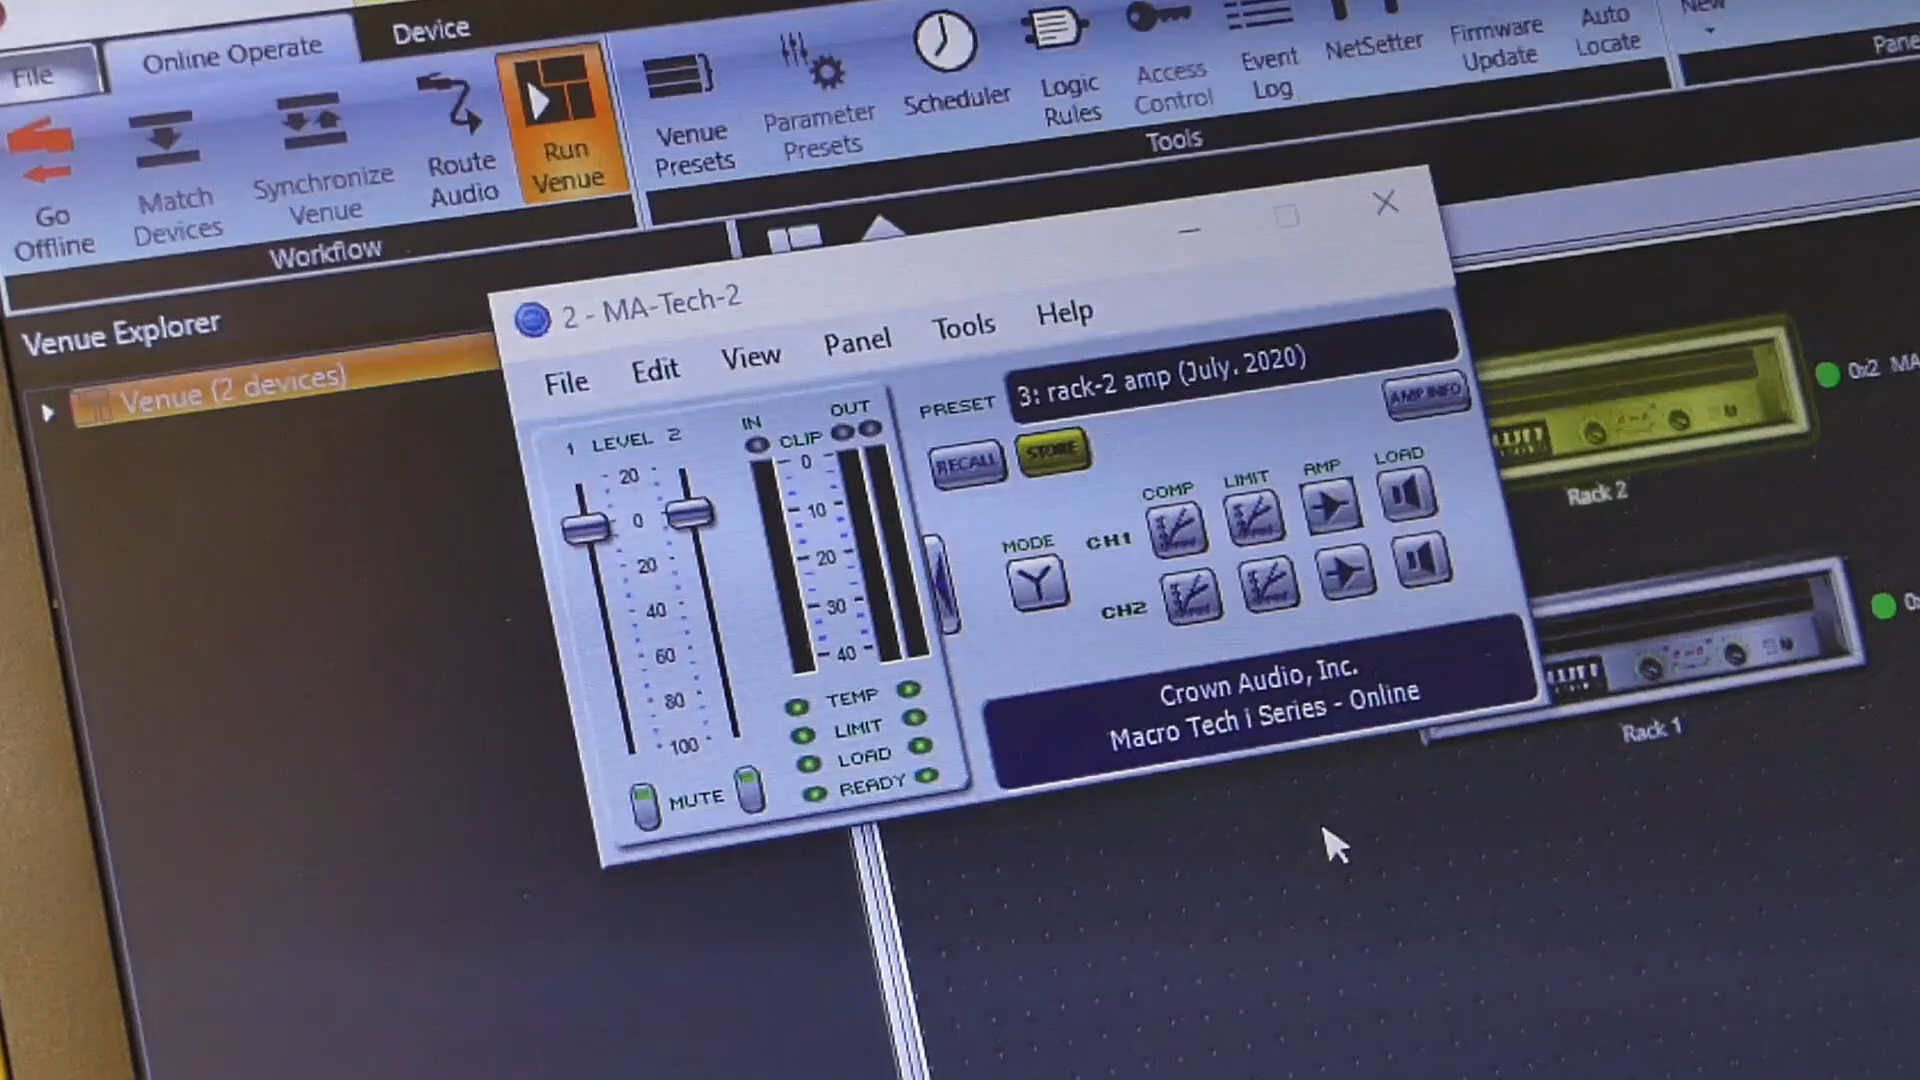 File
Online Operate
Device
Go
Offline
Match
Devices
Synchronize
Venue
Route
Audio
Run
Venue
Workflow
Venue
Presets
Parameter
Presets
Scheduler
Logic
Rules
Access
Control
Event
Log
NetSetter
Firmware
Update
Auto
Locate
New
Tools
Pane
Venue Explorer
Venue (2 devices)
2 - MA-Tech-2
File Edit View Panel Tools Help
PRESET
3: rack-2 amp (July, 2020)
AMP INFO
RECALL
STORE
1 LEVEL 2
IN
OUT
CLIP
20
0
20
40
60
80
100
0
10
20
30
40
COMP LIMIT AMP LOAD
MODE
CH1
CH2
TEMP
LIMIT
LOAD
READY
MUTE
Crown Audio, Inc.
Macro Tech i Series - Online
0x2 MA
Rack 2
Rack 1